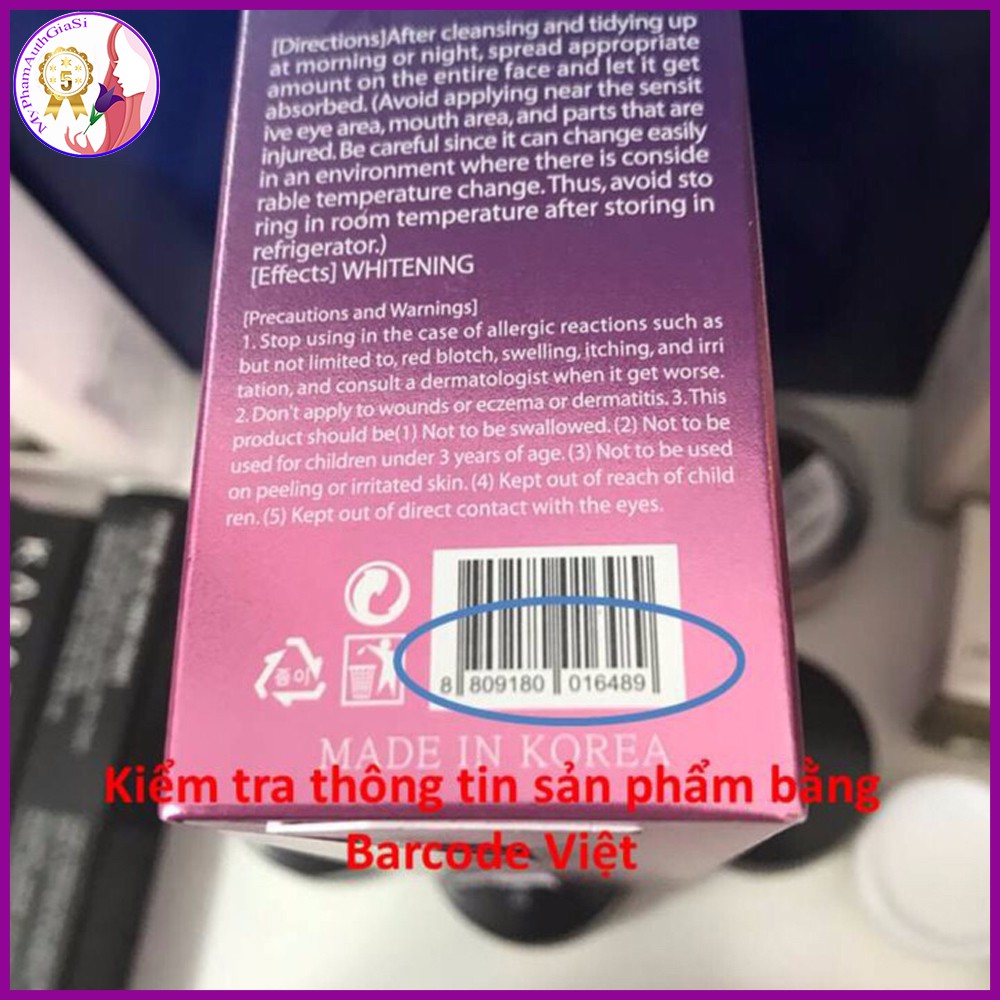 MyPhamAuthGiaSi
5
[Directions]After cleansing and tidying up
at morning or night, spread appropriate
amount on the entire face and let it get
absorbed. (Avoid applying near the sensit
ive eye area, mouth area, and parts that are
injured. Be careful since it can change easily
in an environment where there is conside
rable temperature change. Thus, avoid sto
ring in room temperature after storing in
refrigerator.)
[Effects] WHITENING
[Precautions and Warnings]
1. Stop using in the case of allergic reactions such as
but not limited to, red blotch, swelling, itching, and irri
tation, and consult a dermatologist when it get worse.
2. Don't apply to wounds or eczema or dermatitis. 3. This
product should be(1) Not to be swallowed. (2) Not to be
used for children under 3 years of age. (3) Not to be used
on peeling or irritated skin. (4) Kept out of reach of child
ren. (5) Kept out of direct contact with the eyes.
종이
8 809180 016489
MADE IN KOREA
Kiểm tra thông tin sản phẩm bằng
Barcode Việt